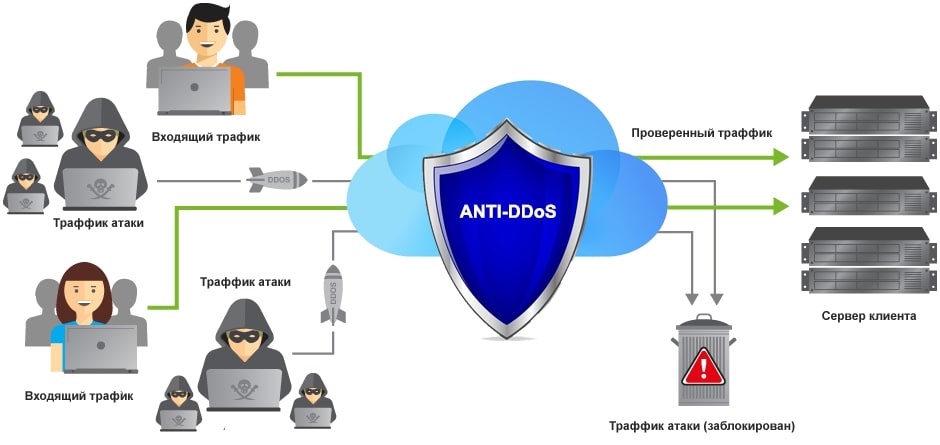 Входящий трафик
Проверенный траффик
DDOS
Траффик атаки
ANTI-DDoS
Траффик атаки
DDOS
Сервер клиента
Входящий трафик
Траффик атаки (заблокирован)